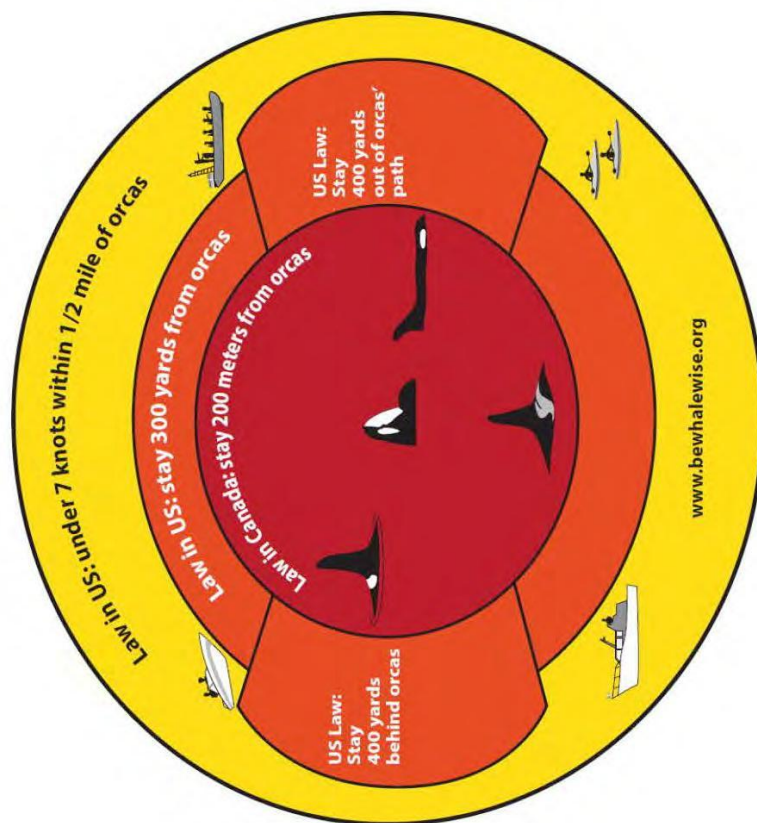 Law in US: under 7 knots within 1/2 mile of orcas
Law in US: stay 300 yards from orcas
Law in Canada: stay 200 meters from orcas
US Law:
Stay
400 yards
behind orcas
US Law:
Stay
400 yards
out of orcas’
path
www.bewhalewise.org